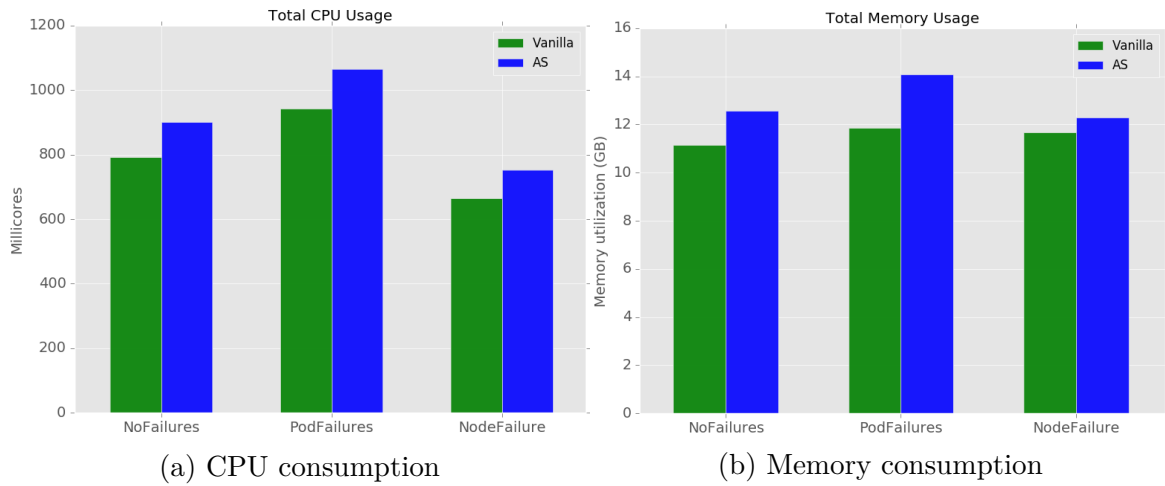 Total CPU Usage
1200
1000
800
600
400
200
0
Millicores
Vanilla
AS
NoFailures
PodFailures
NodeFailure
(a) CPU consumption
Total Memory Usage
16
14
12
10
8
6
4
2
0
Memory utilization (GB)
Vanilla
AS
NoFailures
PodFailures
NodeFailure
(b) Memory consumption